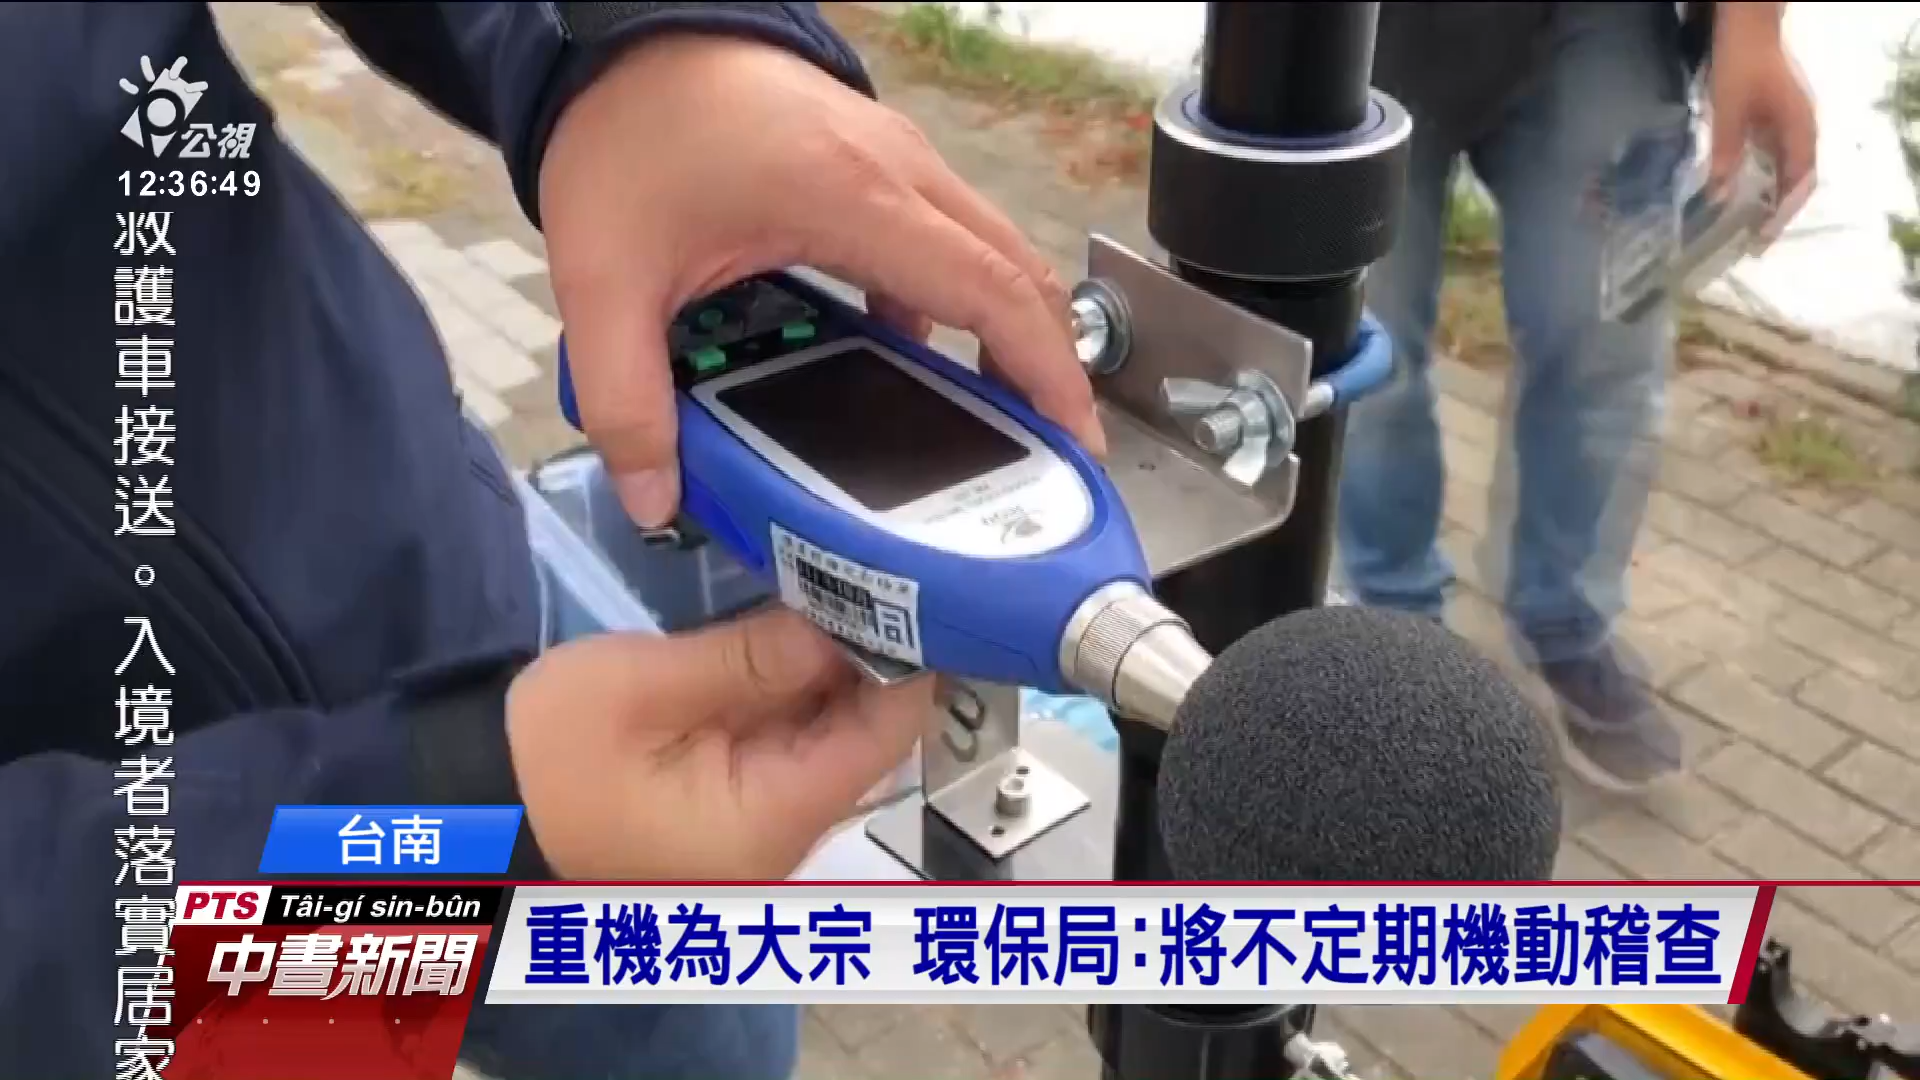 公視
12:36:49
救護車接送。入境者落實居家
台南
PTS Tâi-gí sin-bûn
中晝新聞
重機為大宗 環保局:將不定期機動稽查
局